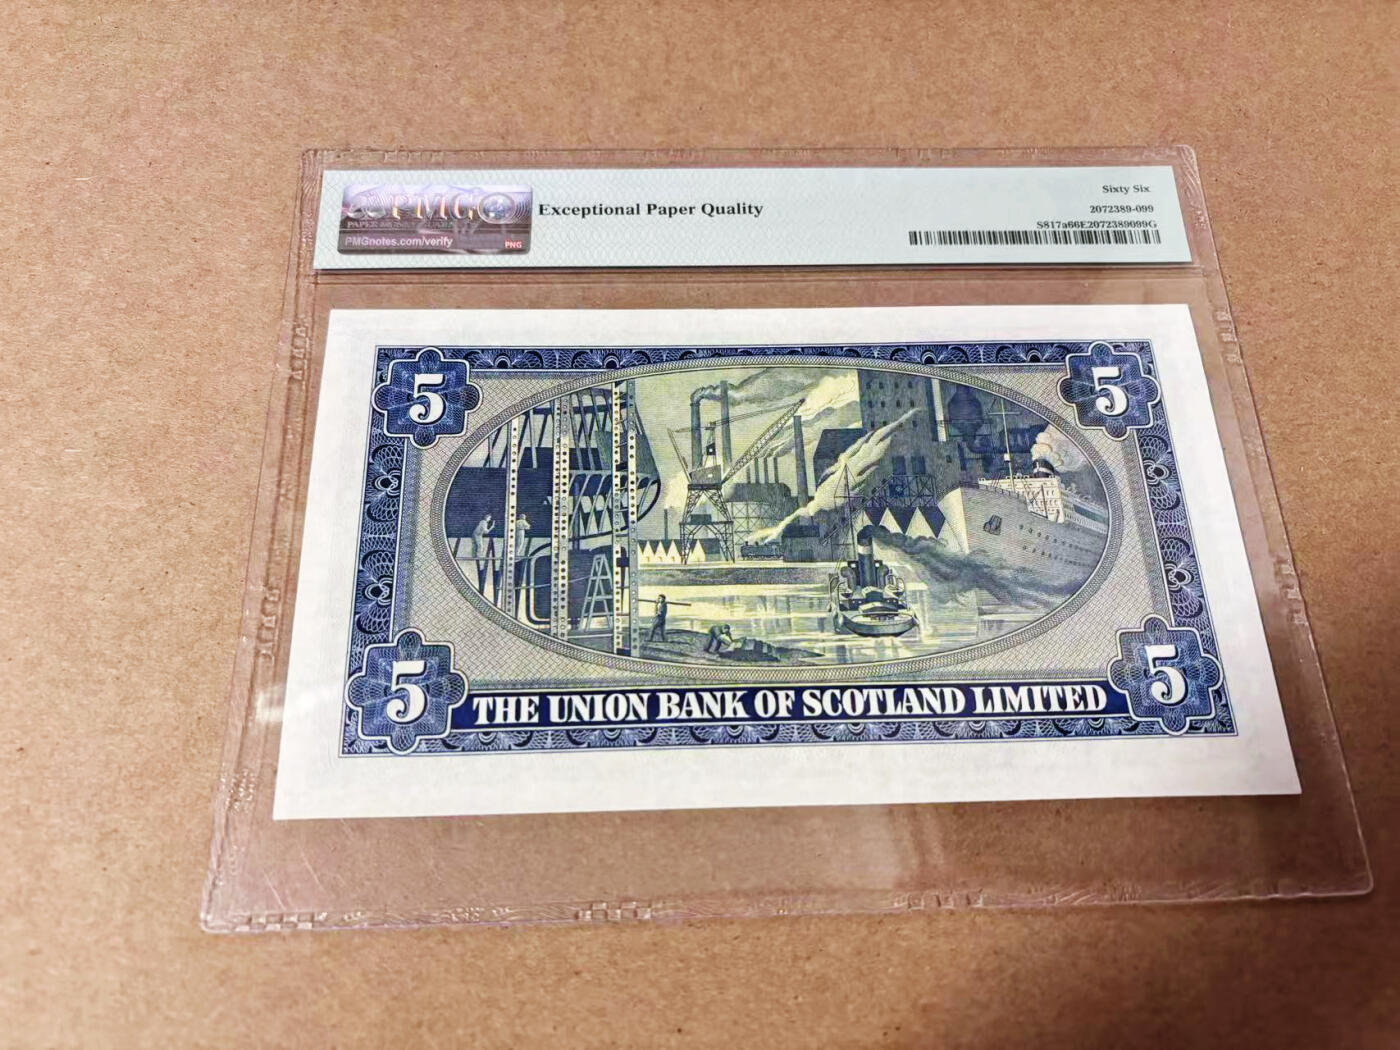 PMG
PMGnotes.com/verify
PNG
Exceptional Paper Quality
Sixty Six
2072389-099
S817a66E2072389099G
5
5
5
5
THE UNION BANK OF SCOTLAND LIMITED